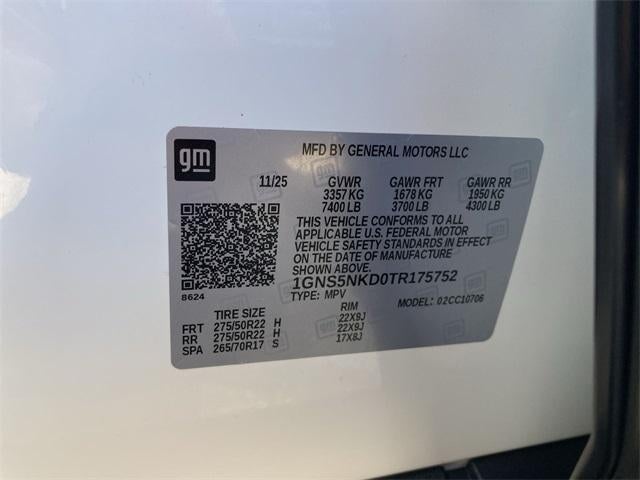 gm
MFD BY GENERAL MOTORS LLC
11/25 GVWR GAWR FRT GAWR RR
3357 KG 1678 KG 1950 KG
7400 LB 3700 LB 4300 LB
THIS VEHICLE CONFORMS TO ALL
APPLICABLE U.S. FEDERAL MOTOR
VEHICLE SAFETY STANDARDS IN EFFECT
ON THE DATE OF MANUFACTURE
SHOWN ABOVE.
1GNS5NKD0TR175752
8624
TYPE: MPV MODEL: 02CC10706
TIRE SIZE RIM
FRT 275/50R22 H 22X9J
RR 275/50R22 H 22X9J
SPA 265/70R17 S 17X8J